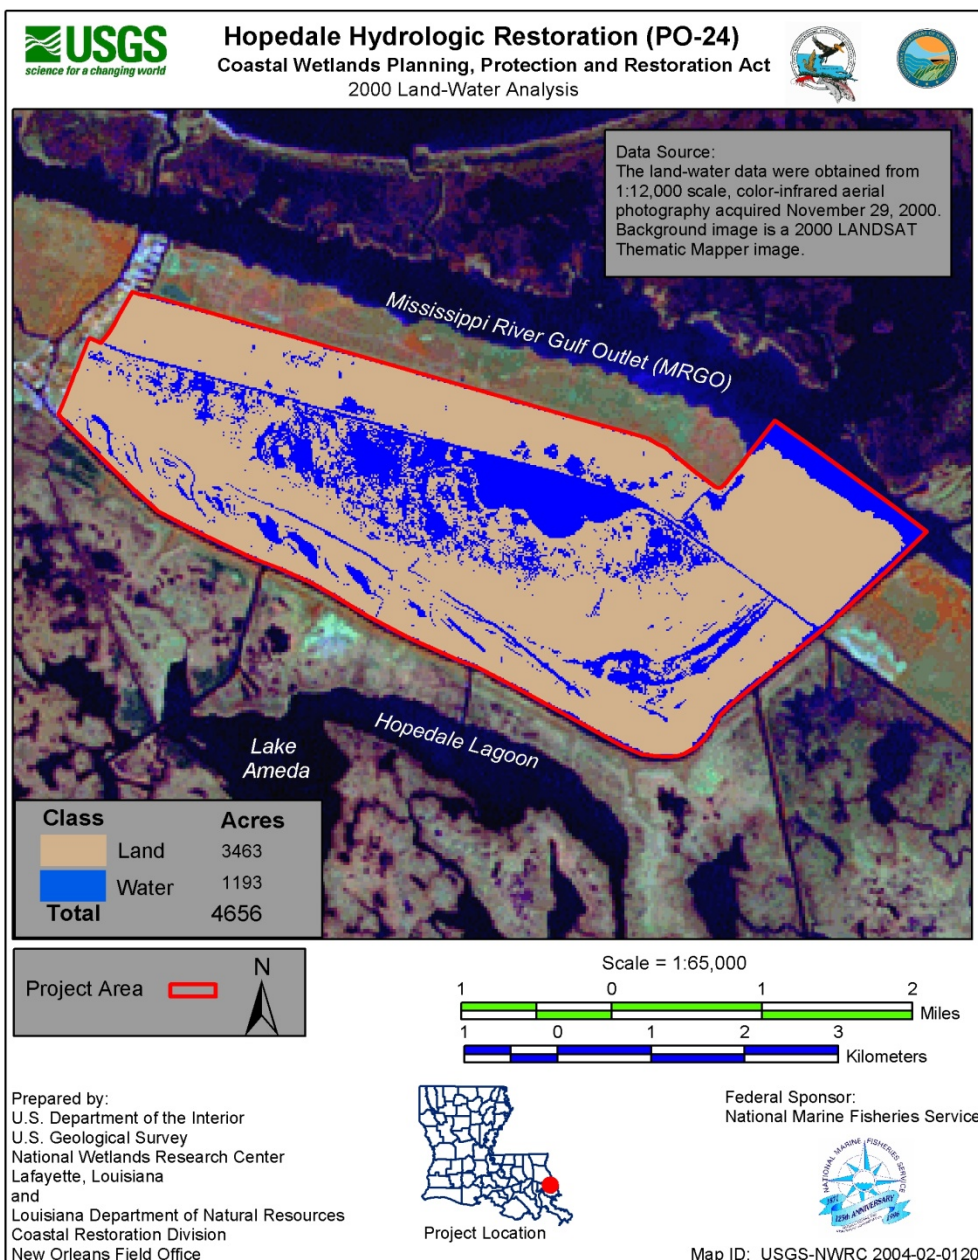 USGS
science for a changing world
Hopedale Hydrologic Restoration (PO-24)
Coastal Wetlands Planning, Protection and Restoration Act
2000 Land-Water Analysis
Data Source:
The land-water data were obtained from
1:12,000 scale, color-infrared aerial
photography acquired November 29, 2000.
Background image is a 2000 LANDSAT
Thematic Mapper image.
Mississippi River Gulf Outlet (MRGO)
Hopedale Lagoon
Lake
Ameda
Class Acres
Land 3463
Water 1193
Total 4656
Project Area
N
Scale = 1:65,000
1 0 1 2
Miles
1 0 1 2 3
Kilometers
Prepared by:
U.S. Department of the Interior
U.S. Geological Survey
National Wetlands Research Center
Lafayette, Louisiana
and
Louisiana Department of Natural Resources
Coastal Restoration Division
New Orleans Field Office
Project Location
Federal Sponsor:
National Marine Fisheries Service
NATIONAL MARINE FISHERIES SERVICE
125th ANNIVERSARY
Map ID: USGS-NWRC 2004-02-0120